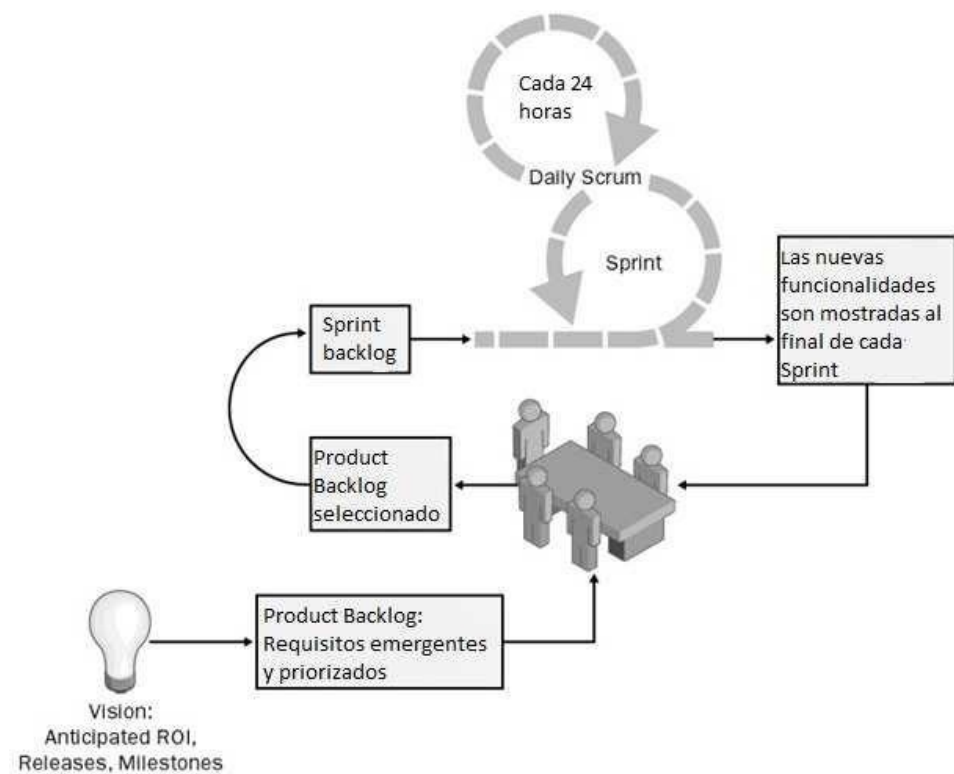 Cada 24
horas
Daily Scrum
Sprint
Las nuevas
funcionalidades
son mostradas al
final de cada
Sprint
Sprint
backlog
Product
Backlog
seleccionado
Product Backlog:
Requisitos emergentes
y priorizados
Vision:
Anticipated ROI,
Releases, Milestones